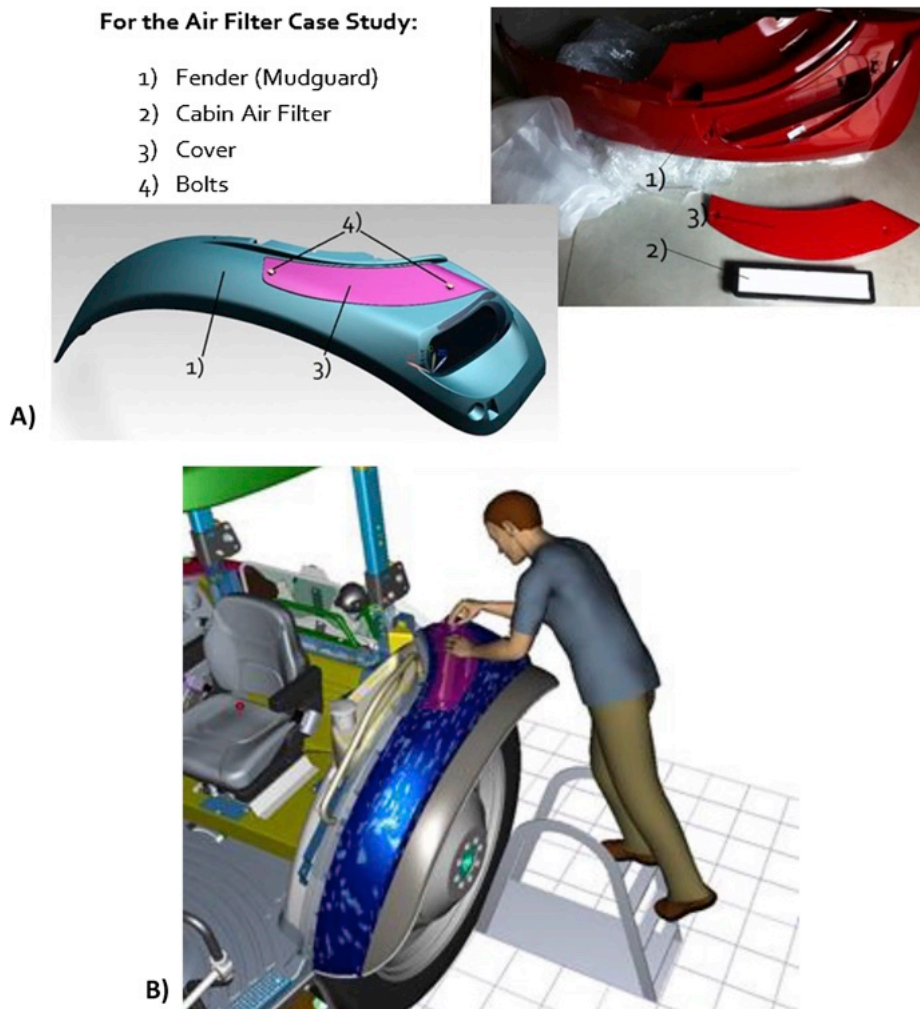 For the Air Filter Case Study:
1) Fender (Mudguard)
2) Cabin Air Filter
3) Cover
4) Bolts
1)
3)
2)
4)
1)
3)
A)
B)